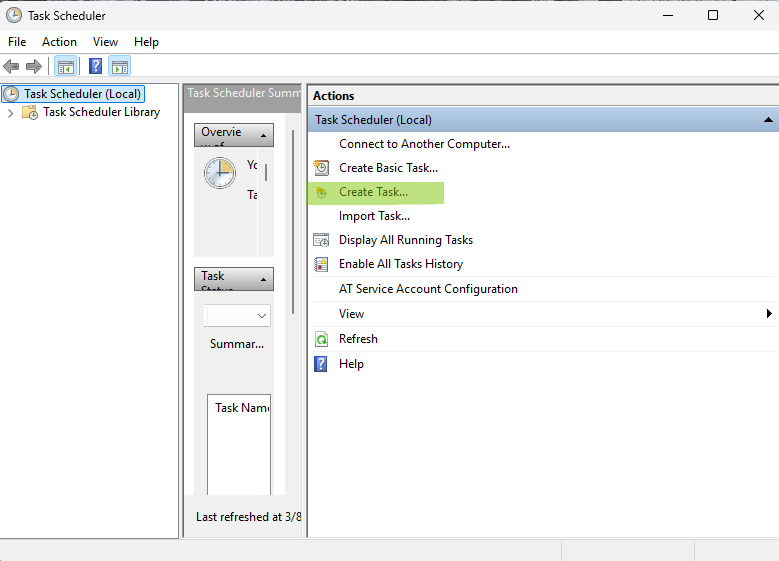 Task Scheduler
File Action View Help
Task Scheduler (Local)
Task Scheduler Library
Task Scheduler Summ
Overvie
Yo
Ta
Task
Status
Summar...
Task Name
Last refreshed at 3/8
Actions
Task Scheduler (Local)
Connect to Another Computer...
Create Basic Task...
Create Task...
Import Task...
Display All Running Tasks
Enable All Tasks History
AT Service Account Configuration
View
Refresh
Help